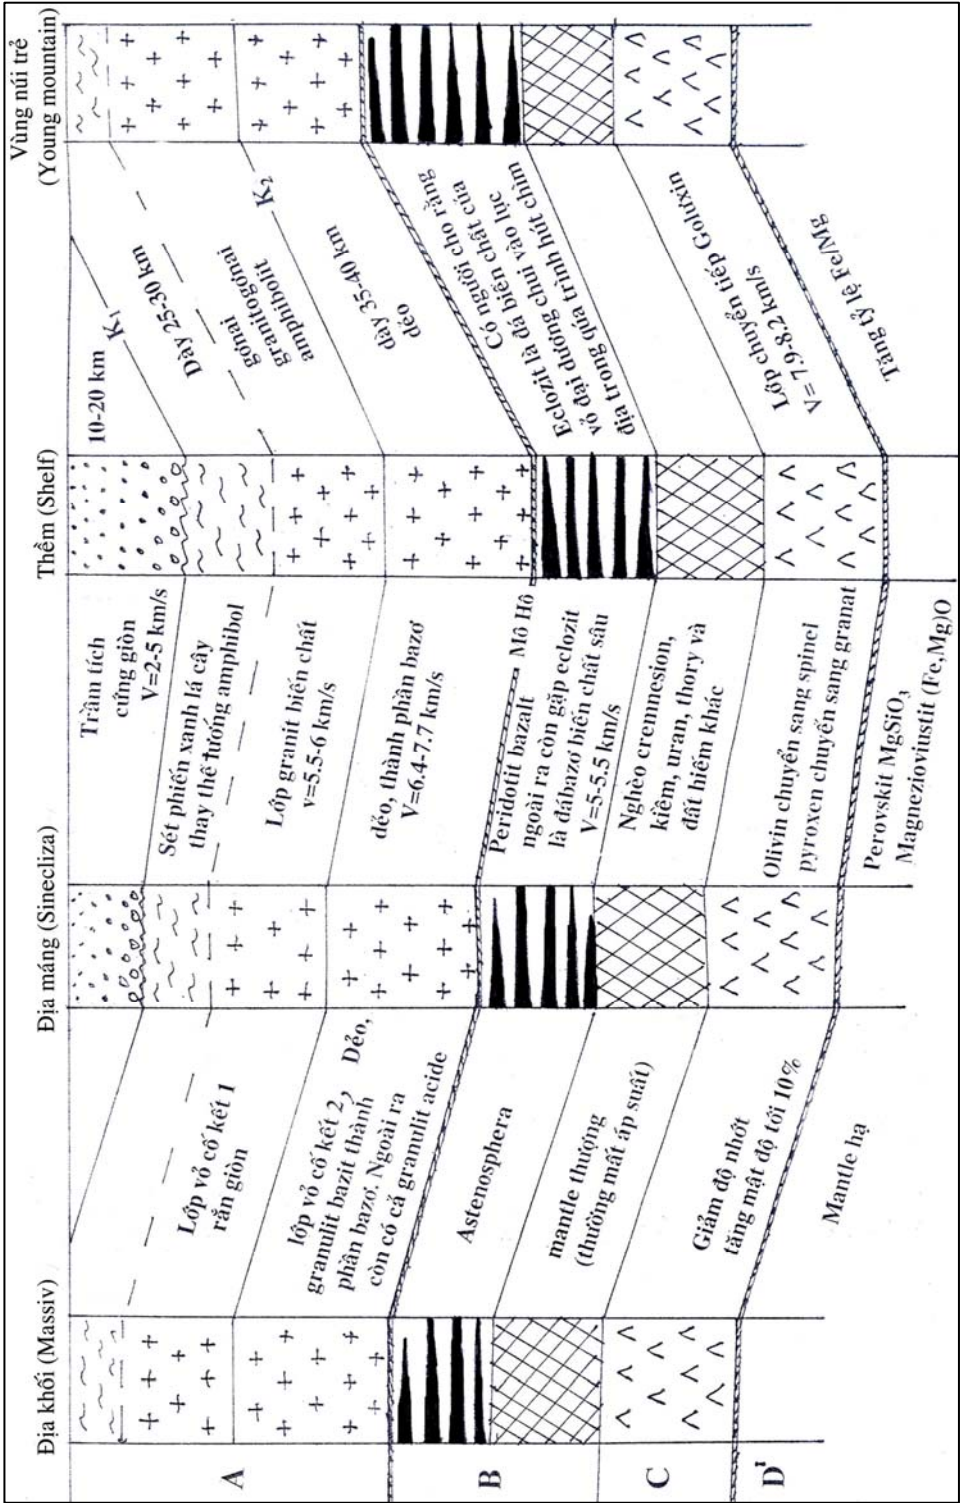 Địa khối (Massiv)
Địa máng (Sinecliza)
Thềm (Shelf)
Vùng núi trẻ
(Young mountain)
A
B
C
D'
Lớp vỏ cố kết 1
rắn giòn
lớp vỏ cố kết 2, Dẻo,
granulit bazit thành
phần bazơ. Ngoài ra
còn có cả granulit acide
Astenosphera
mantle thượng
(thường mất áp suất)
Giảm độ nhớt
tăng mật độ tới 10%
Mantle hạ
Trầm tích
cứng giòn
V=2-5 km/s
Sét phiến xanh lá cây
thay thế tướng amphibol
Lớp granit biến chất
v=5.5-6 km/s
dẻo, thành phần bazơ
V=6.4-7.7 km/s
Mô Hô
Peridotit bazalt
ngoài ra còn gặp eclozit
là đábazơ biến chất sâu
V=5-5.5 km/s
Nghèo cremnesion,
kiềm, uran, thory và
đất hiếm khác
Olivin chuyển sang spinel
pyroxen chuyển sang granat
Perovskit MgSiO3
Magneziovιustit (Fe,Mg)O
10-20 km
K1
Dày 25-30 km
gónai
granitogónai
amphibolit
K2
dày 35-40 km
dẻo
Có người cho rằng
Eclozit là đá biến chất của
vỏ đại dương chui vào lục
địa trong qúa trình hút chìm
Lớp chuyển tiếp Goluxin
V= 7.9-8.2 km/s
Tăng tỷ lệ Fe/Mg